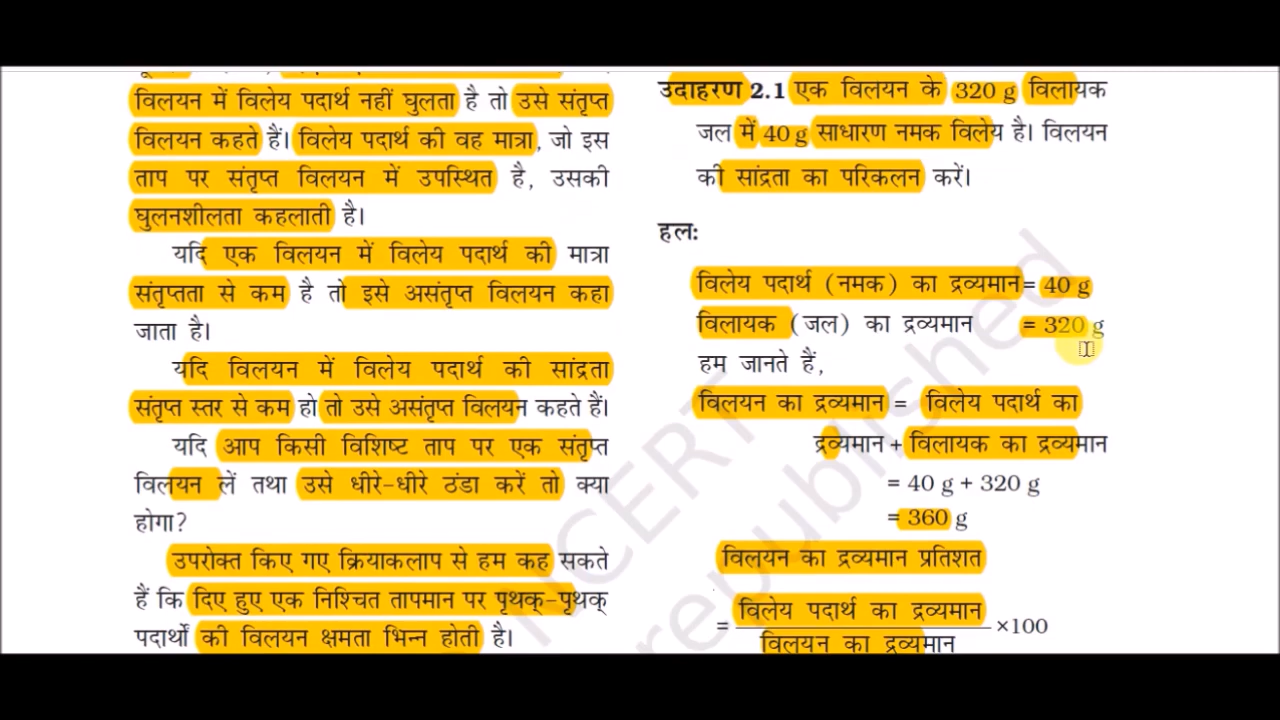 विलयन में विलेय पदार्थ नहीं घुलता है तो उसे संतृप्त
विलयन कहते हैं। विलेय पदार्थ की वह मात्रा, जो इस
ताप पर संतृप्त विलयन में उपस्थित है, उसकी
घुलनशीलता कहलाती है।
यदि एक विलयन में विलेय पदार्थ की मात्रा
संतृप्तता से कम है तो इसे असंतृप्त विलयन कहा
जाता है।
यदि विलयन में विलेय पदार्थ की सांद्रता
संतृप्त स्तर से कम हो तो उसे असंतृप्त विलयन कहते हैं।
यदि आप किसी विशिष्ट ताप पर एक संतृप्त
विलयन लें तथा उसे धीरे-धीरे ठंडा करें तो क्या
होगा?
उपरोक्त किए गए क्रियाकलाप से हम कह सकते
हैं कि दिए हुए एक निश्चित तापमान पर पृथक्-पृथक्
पदार्थों की विलयन क्षमता भिन्न होती है।
उदाहरण 2.1 एक विलयन के 320 g विलायक
जल में 40 g साधारण नमक विलेय है। विलयन
की सांद्रता का परिकलन करें।
हल:
विलेय पदार्थ (नमक) का द्रव्यमान= 40 g
विलायक (जल) का द्रव्यमान = 320 g
हम जानते हैं,
विलयन का द्रव्यमान = विलेय पदार्थ का
द्रव्यमान + विलायक का द्रव्यमान
= 40 g + 320 g
= 360 g
विलयन का द्रव्यमान प्रतिशत
= विलेय पदार्थ का द्रव्यमान ×100
विलयन का द्रव्यमान
NCERT
republished